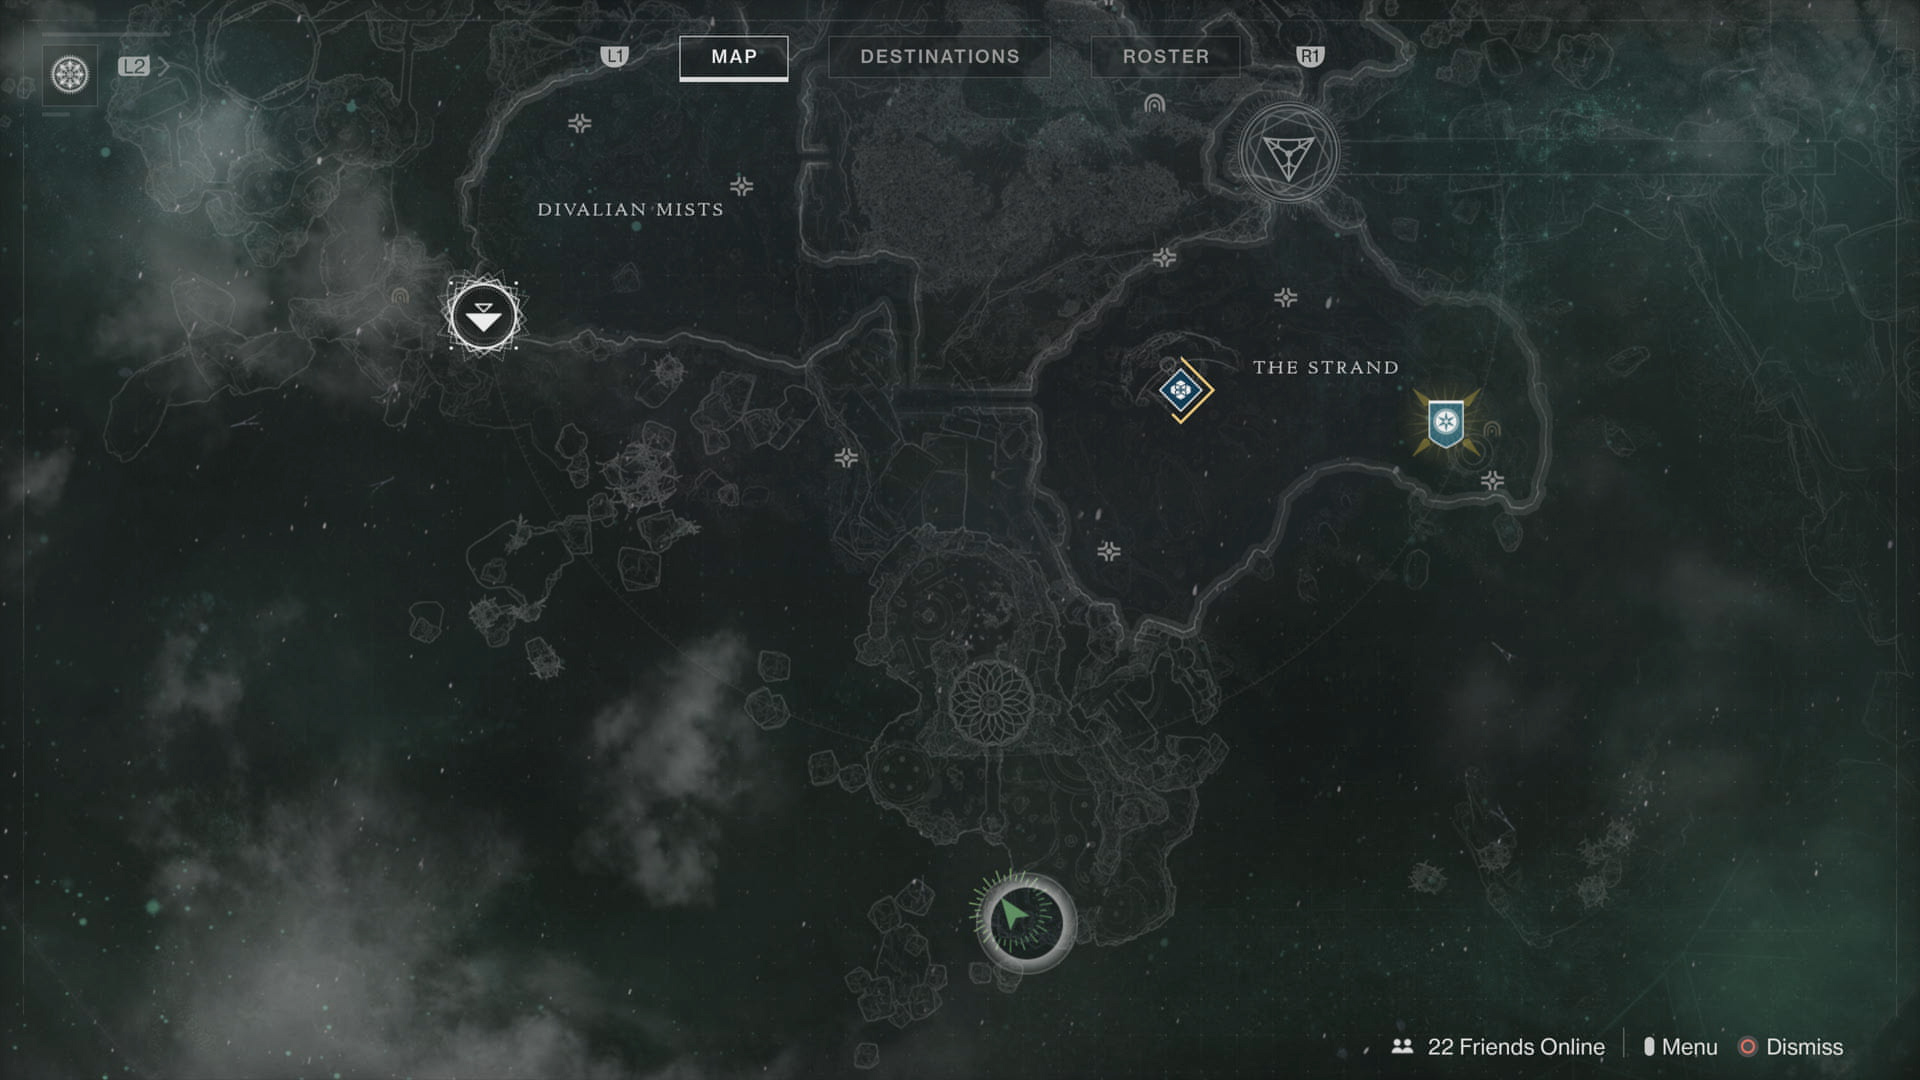 L2
L1
MAP
DESTINATIONS
ROSTER
R1
DIVALIAN MISTS
THE STRAND
22 Friends Online
Menu
Dismiss